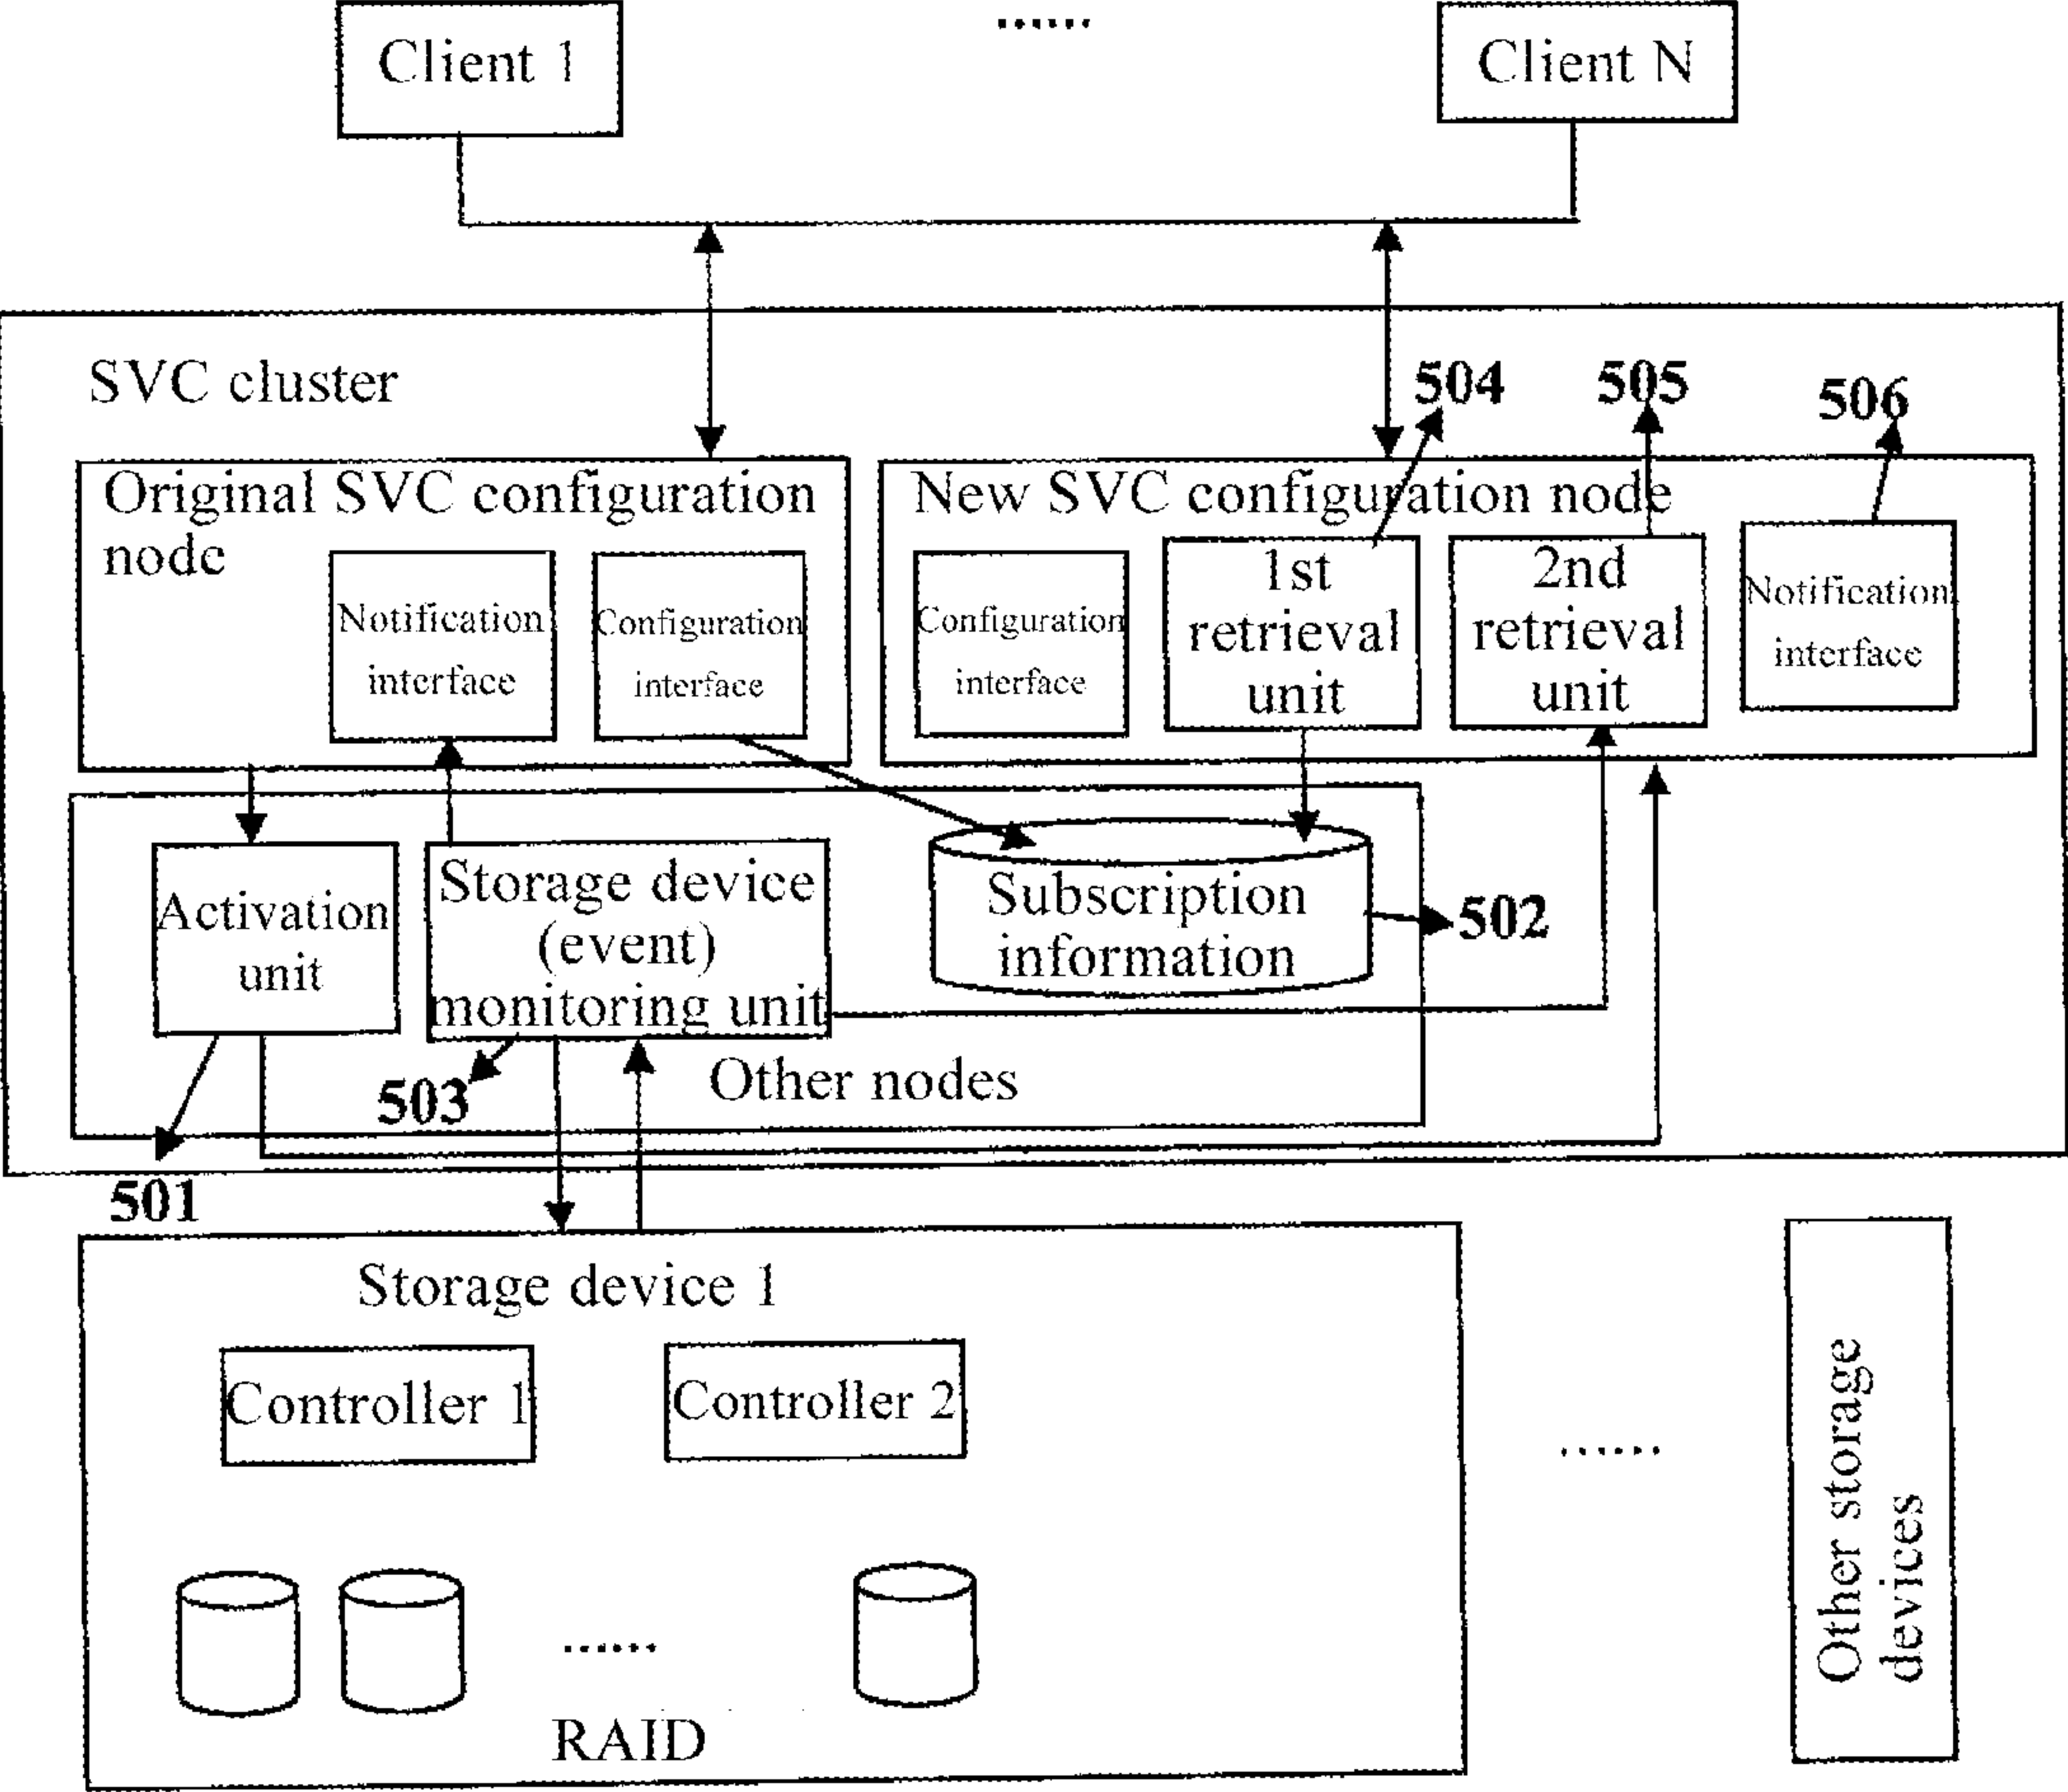 Client 1
......
Client N
SVC cluster
504
505
506
Original SVC configuration
node
Notification
interface
Configuration
interface
New SVC configuration node
Configuration
interface
1st
retrieval
unit
2nd
retrieval
unit
Notification
interface
Activation
unit
Storage device
(event)
monitoring unit
Subscription
information
502
503
Other nodes
501
Storage device 1
Controller 1
Controller 2
......
......
RAID
Other storage
devices